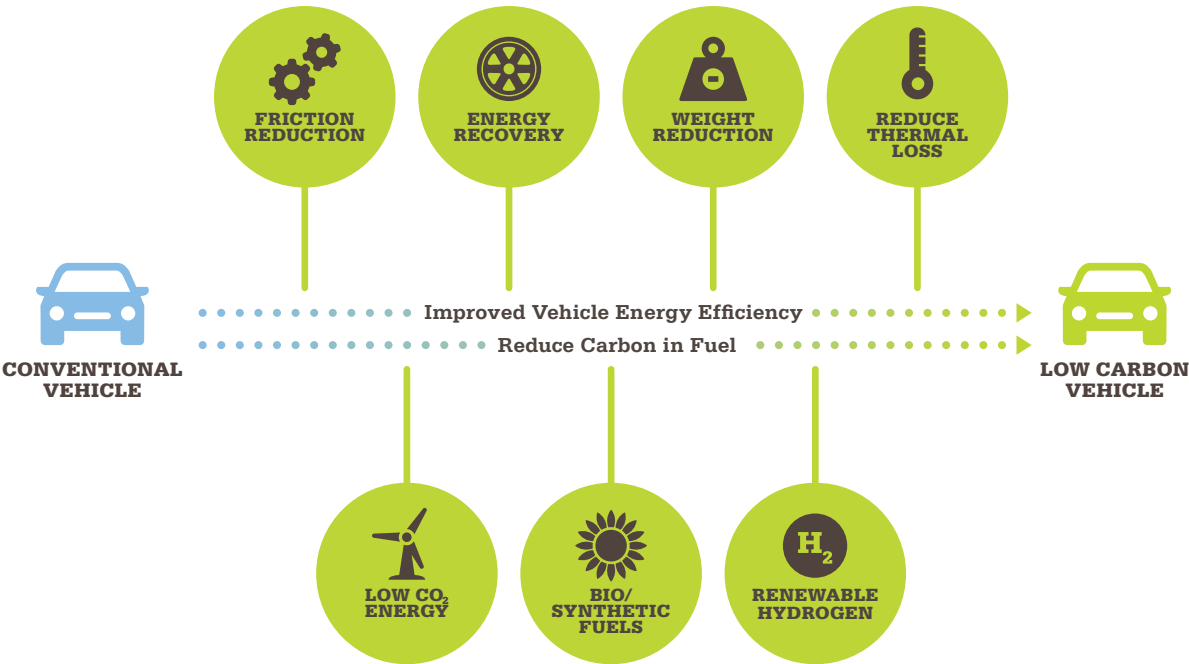 FRICTION
REDUCTION
ENERGY
RECOVERY
WEIGHT
REDUCTION
REDUCE
THERMAL
LOSS
Improved Vehicle Energy Efficiency
Reduce Carbon in Fuel
CONVENTIONAL
VEHICLE
LOW CARBON
VEHICLE
LOW CO₂
ENERGY
BIO/
SYNTHETIC
FUELS
H₂
RENEWABLE
HYDROGEN